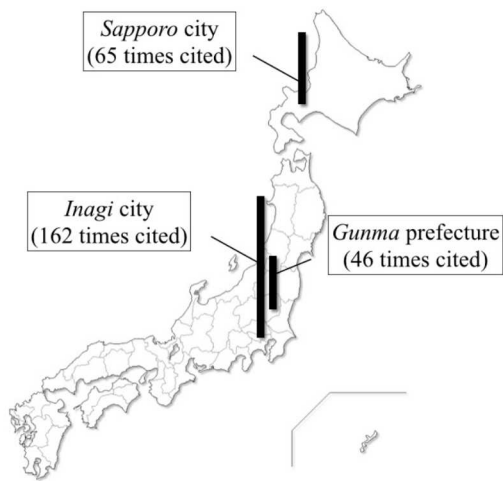 Sapporo city
(65 times cited)
Inagi city
(162 times cited)
Gunma prefecture
(46 times cited)